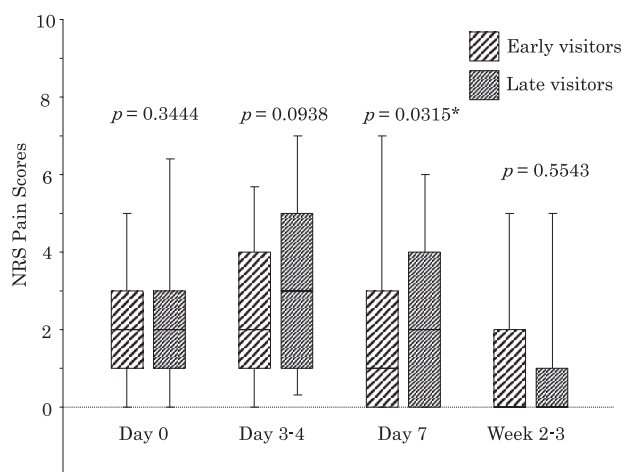 10
8
6
4
2
0
NRS Pain Scores
Early visitors
Late visitors
p = 0.3444
p = 0.0938
p = 0.0315*
p = 0.5543
Day 0
Day 3-4
Day 7
Week 2-3